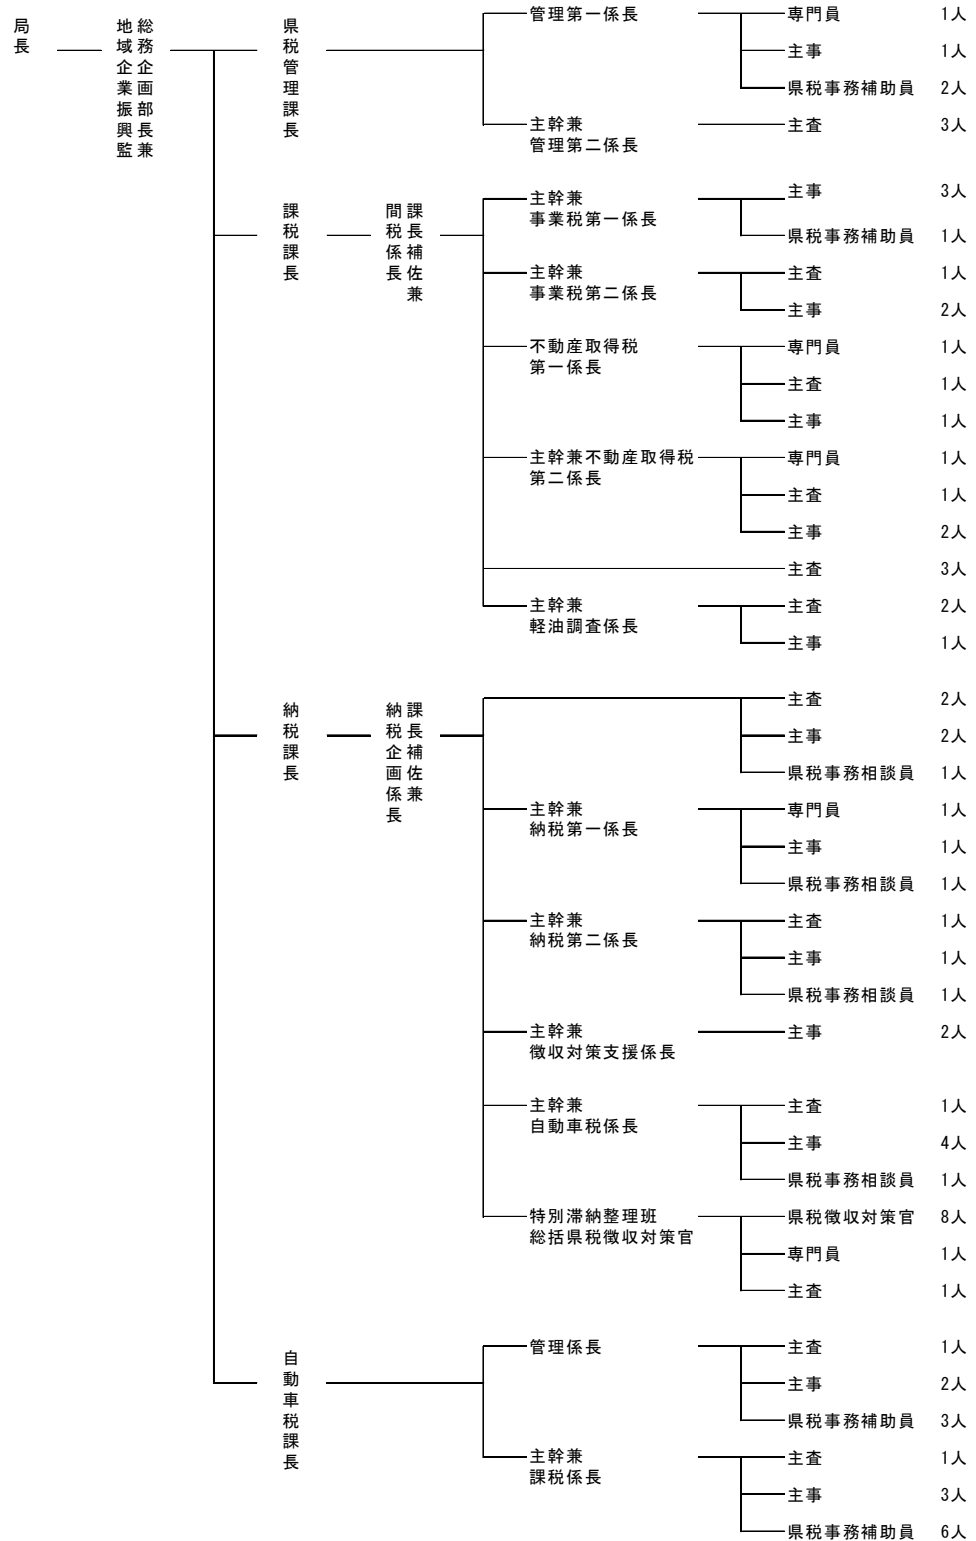 局長
総務企画部長兼
地域企業振興監
県税管理課長
管理第一係長
専門員 1人
主事 1人
県税事務補助員 2人
主幹兼
管理第二係長
主査 3人
課税課長
課長補佐兼
間税係長
主幹兼
事業税第一係長
主事 3人
県税事務補助員 1人
主幹兼
事業税第二係長
主査 1人
主事 2人
不動産取得税
第一係長
専門員 1人
主査 1人
主事 1人
主幹兼不動産取得税
第二係長
専門員 1人
主査 1人
主事 2人
主査 3人
主幹兼
軽油調査係長
主査 2人
主事 1人
納税課長
課長補佐兼
納税企画係長
主査 2人
主事 2人
県税事務相談員 1人
主幹兼
納税第一係長
専門員 1人
主事 1人
県税事務相談員 1人
主幹兼
納税第二係長
主査 1人
主事 1人
県税事務相談員 1人
主幹兼
徴収対策支援係長
主事 2人
主幹兼
自動車税係長
主査 1人
主事 4人
県税事務相談員 1人
特別滞納整理班
総括県税徴収対策官
県税徴収対策官 8人
専門員 1人
主査 1人
自動車税課長
管理係長
主査 1人
主事 2人
県税事務補助員 3人
主幹兼
課税係長
主査 1人
主事 3人
県税事務補助員 6人